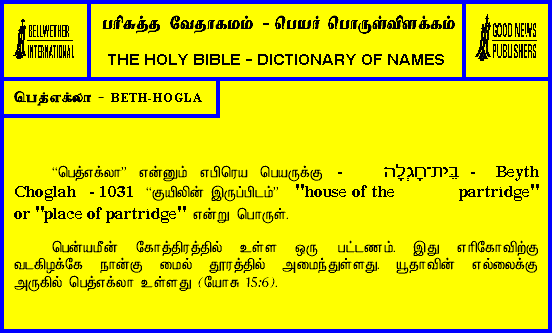 BELLWETHER
INTERNATIONAL
பரிசுத்த வேதாகமம் - பெயர் பொருள்விளக்கம்
THE HOLY BIBLE - DICTIONARY OF NAMES
GOOD NEWS
PUBLISHERS
பெத்எக்லா - BETH-HOGLA
“பெத்எக்லா” என்னும் எபிரெய பெயருக்கு - בֵּית־חָגְלָה - Beyth
Choglah - 1031 “குயிலின் இருப்பிடம்” "house of the partridge"
or "place of partridge" என்று பொருள்.
பென்யமீன் கோத்திரத்தில் உள்ள ஒரு பட்டணம். இது எரிகோவிற்கு
வடகிழக்கே நான்கு மைல் தூரத்தில் அமைந்துள்ளது. யூதாவின் எல்லைக்கு
அருகில் பெத்எக்லா உள்ளது (யோசு 15:6).